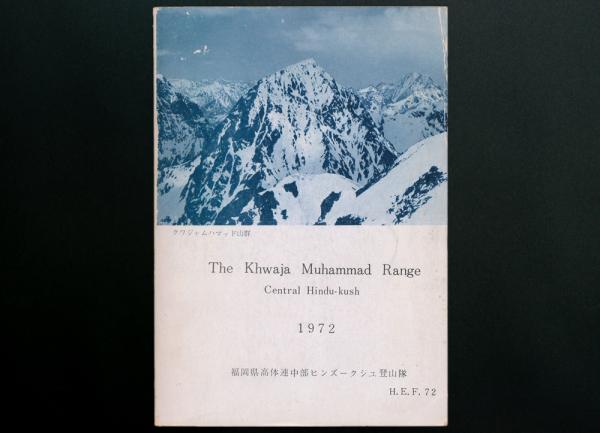 クワジャムハマッド山群
The Khwaja Muhammad Range
Central Hindu-kush
1972
福岡県高体連中部ヒンズークシュ登山隊
H.E.F. 72